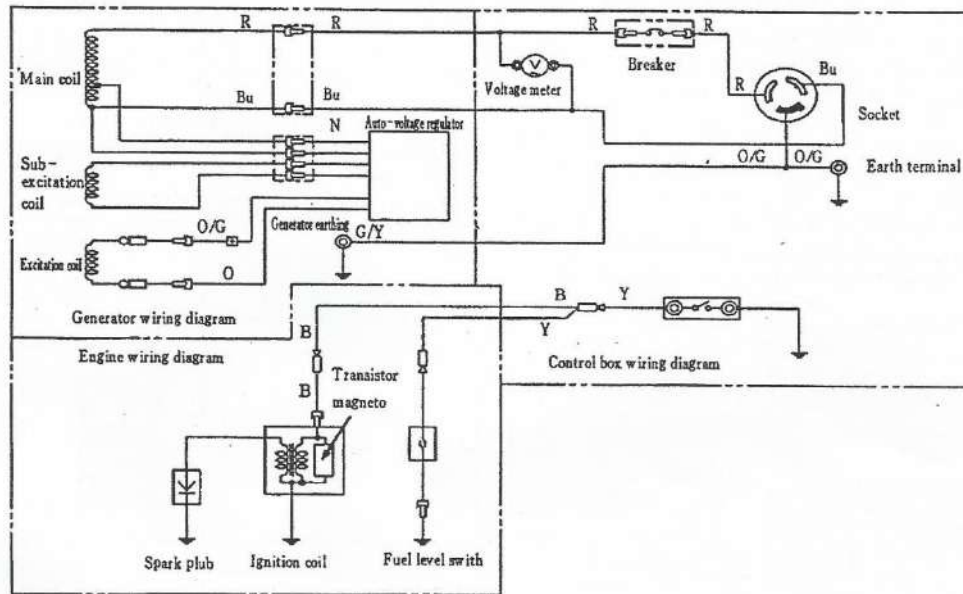 R
R
R
R
Main coil
V
Breaker
Voltage meter
R
Bu
Bu
Bu
N
Auto-voltage regulator
Socket
Sub-
excitation
coil
O/G
O/G
Earth terminal
O/G
Generator earthing
G/Y
Excitation coil
O
B
Y
Generator wiring diagram
Y
Engine wiring diagram
B
Control box wiring diagram
Transistor
magneto
B
Spark plub
Ignition coil
Fuel level swith